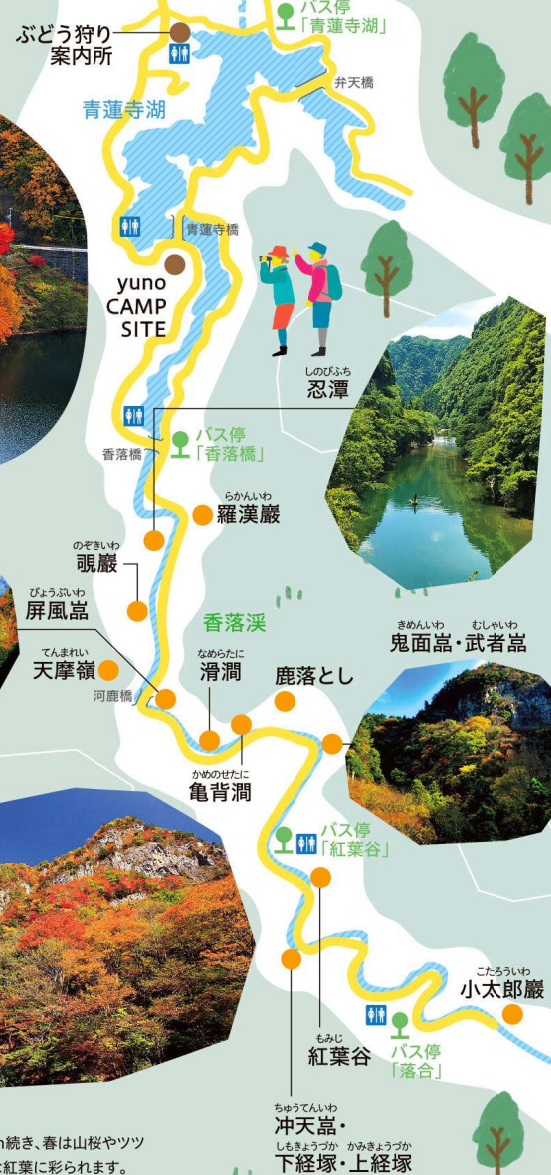 バス停
「青蓮寺湖」
ぶどう狩り
案内所
青蓮寺湖
弁天橋
青蓮寺橋
yuno
CAMP
SITE
しのびふち
忍潭
バス停
「香落橋」
香落橋
らかんいわ
羅漢巖
のぞきいわ
覗巖
びょうぶいわ
屏風嵓
香落渓
きめんいわ むしゃいわ
鬼面嵓・武者嵓
てんまれい
天摩嶺
なめらたに
滑澗
鹿落とし
河鹿橋
かめのせたに
亀背澗
バス停
「紅葉谷」
こたろういわ
小太郎巖
もみじ
紅葉谷
バス停
「落合」
ちゅうてんいわ
冲天嵓・
しもきょうづか かみきょうづか
下経塚・上経塚
続き、春は山桜やツツ
紅葉に彩られます。